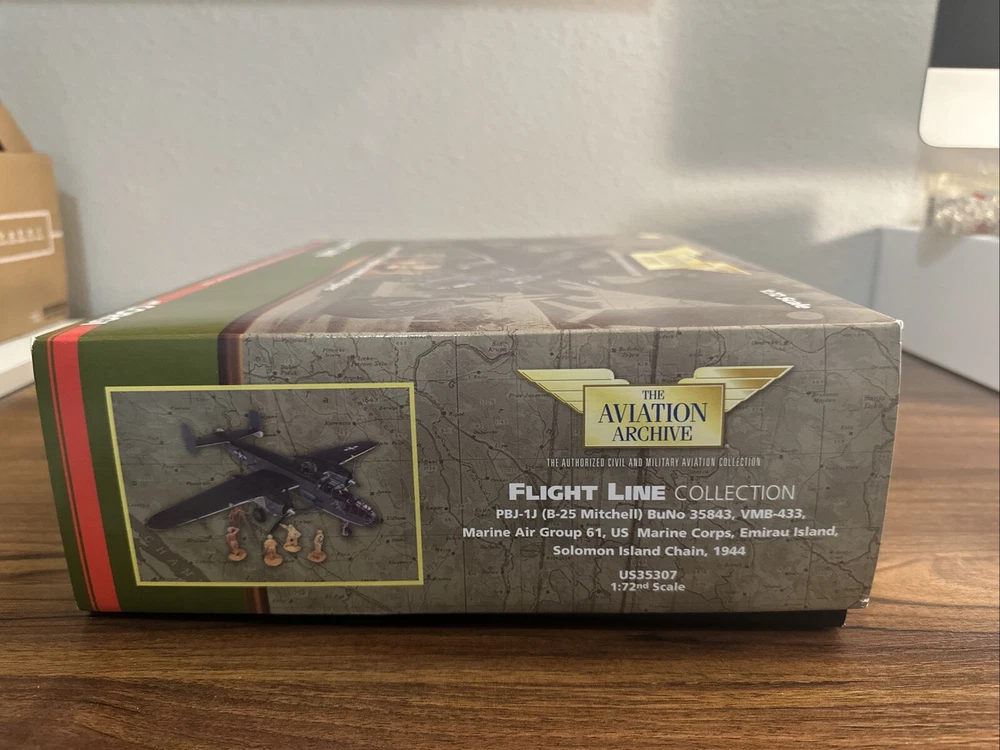 THE
AVIATION
ARCHIVE
THE AUTHORIZED CIVIL AND MILITARY AVIATION COLLECTION
FLIGHT LINE COLLECTION
PBJ-1J (B-25 Mitchell) BuNo 35843, VMB-433,
Marine Air Group 61, US Marine Corps, Emirau Island,
Solomon Island Chain, 1944
US35307
1:72nd Scale